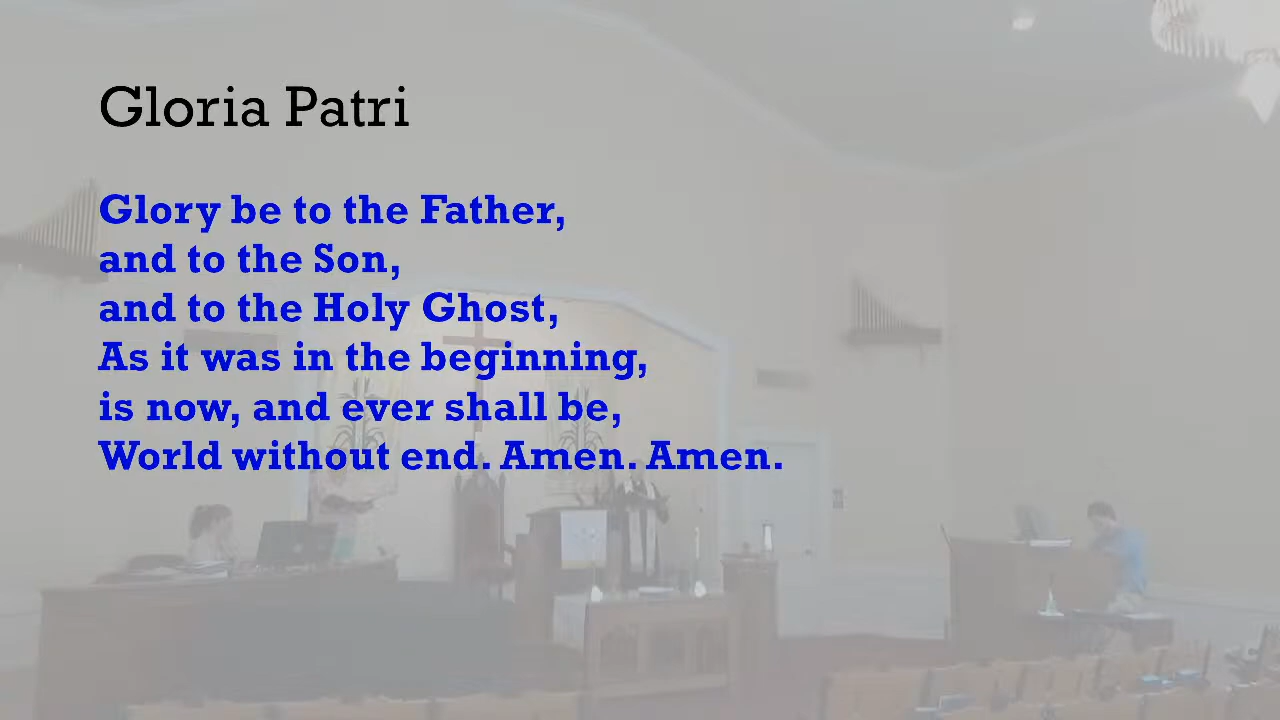 Gloria Patri
Glory be to the Father,
and to the Son,
and to the Holy Ghost,
As it was in the beginning,
is now, and ever shall be,
World without end. Amen. Amen.